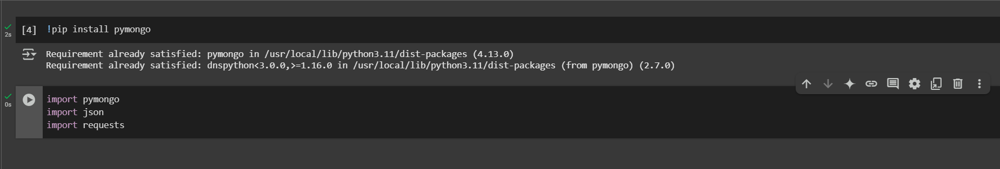 [4] !pip install pymongo
2s
Requirement already satisfied: pymongo in /usr/local/lib/python3.11/dist-packages (4.13.0)
Requirement already satisfied: dnspython<3.0.0,>=1.16.0 in /usr/local/lib/python3.11/dist-packages (from pymongo) (2.7.0)
import pymongo
0s
import json
import requests